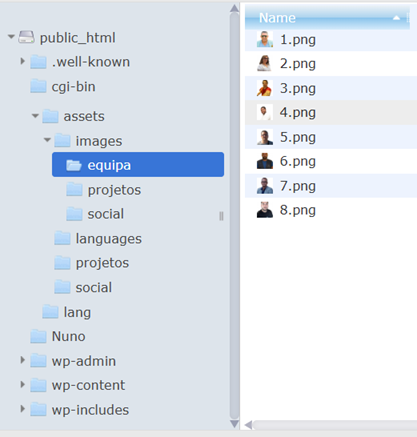 public_html
.well-known
cgi-bin
assets
images
equipa
projetos
social
languages
projetos
social
lang
Nuno
wp-admin
wp-content
wp-includes
Name
1.png
2.png
3.png
4.png
5.png
6.png
7.png
8.png